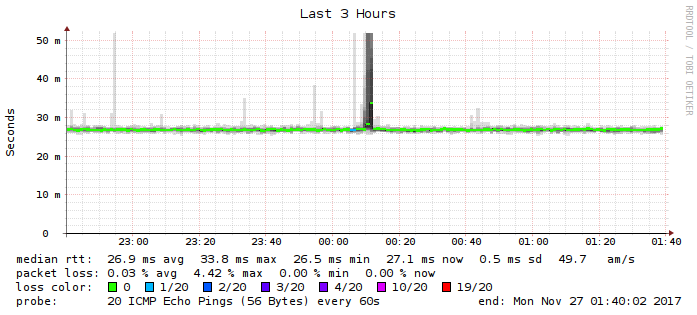 Last 3 Hours
RRDTOOL / TOBI OETIKER
Seconds
50 m
40 m
30 m
20 m
10 m
0
23:00 23:20 23:40 00:00 00:20 00:40 01:00 01:20 01:40
median rtt: 26.9 ms avg 33.8 ms max 26.5 ms min 27.1 ms now 0.5 ms sd 49.7 am/s
packet loss: 0.03 % avg 4.42 % max 0.00 % min 0.00 % now
loss color: 0 1/20 2/20 3/20 4/20 10/20 19/20
probe: 20 ICMP Echo Pings (56 Bytes) every 60s end: Mon Nov 27 01:40:02 2017